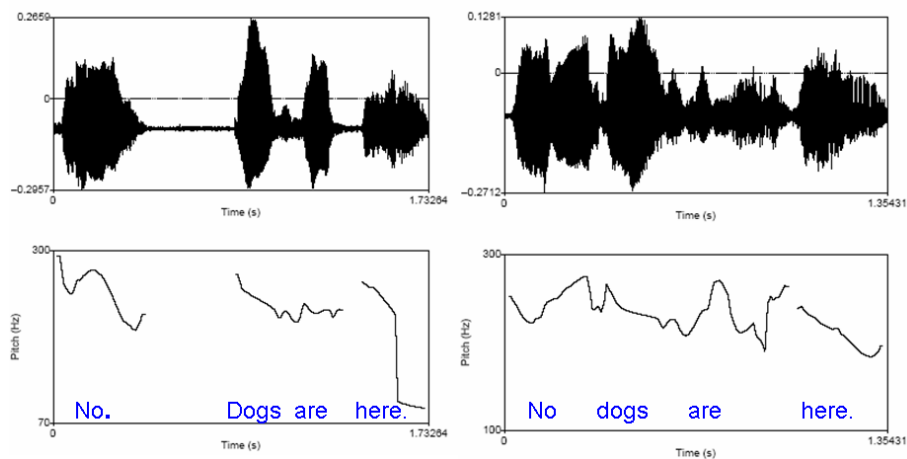 0.2659
0
−0.2957
0
1.73264
Time (s)
0.1281
0
−0.2712
0
1.35431
Time (s)
300
Pitch (Hz)
No. Dogs are here.
70
0
1.73264
Time (s)
300
Pitch (Hz)
No dogs are here.
100
0
1.35431
Time (s)